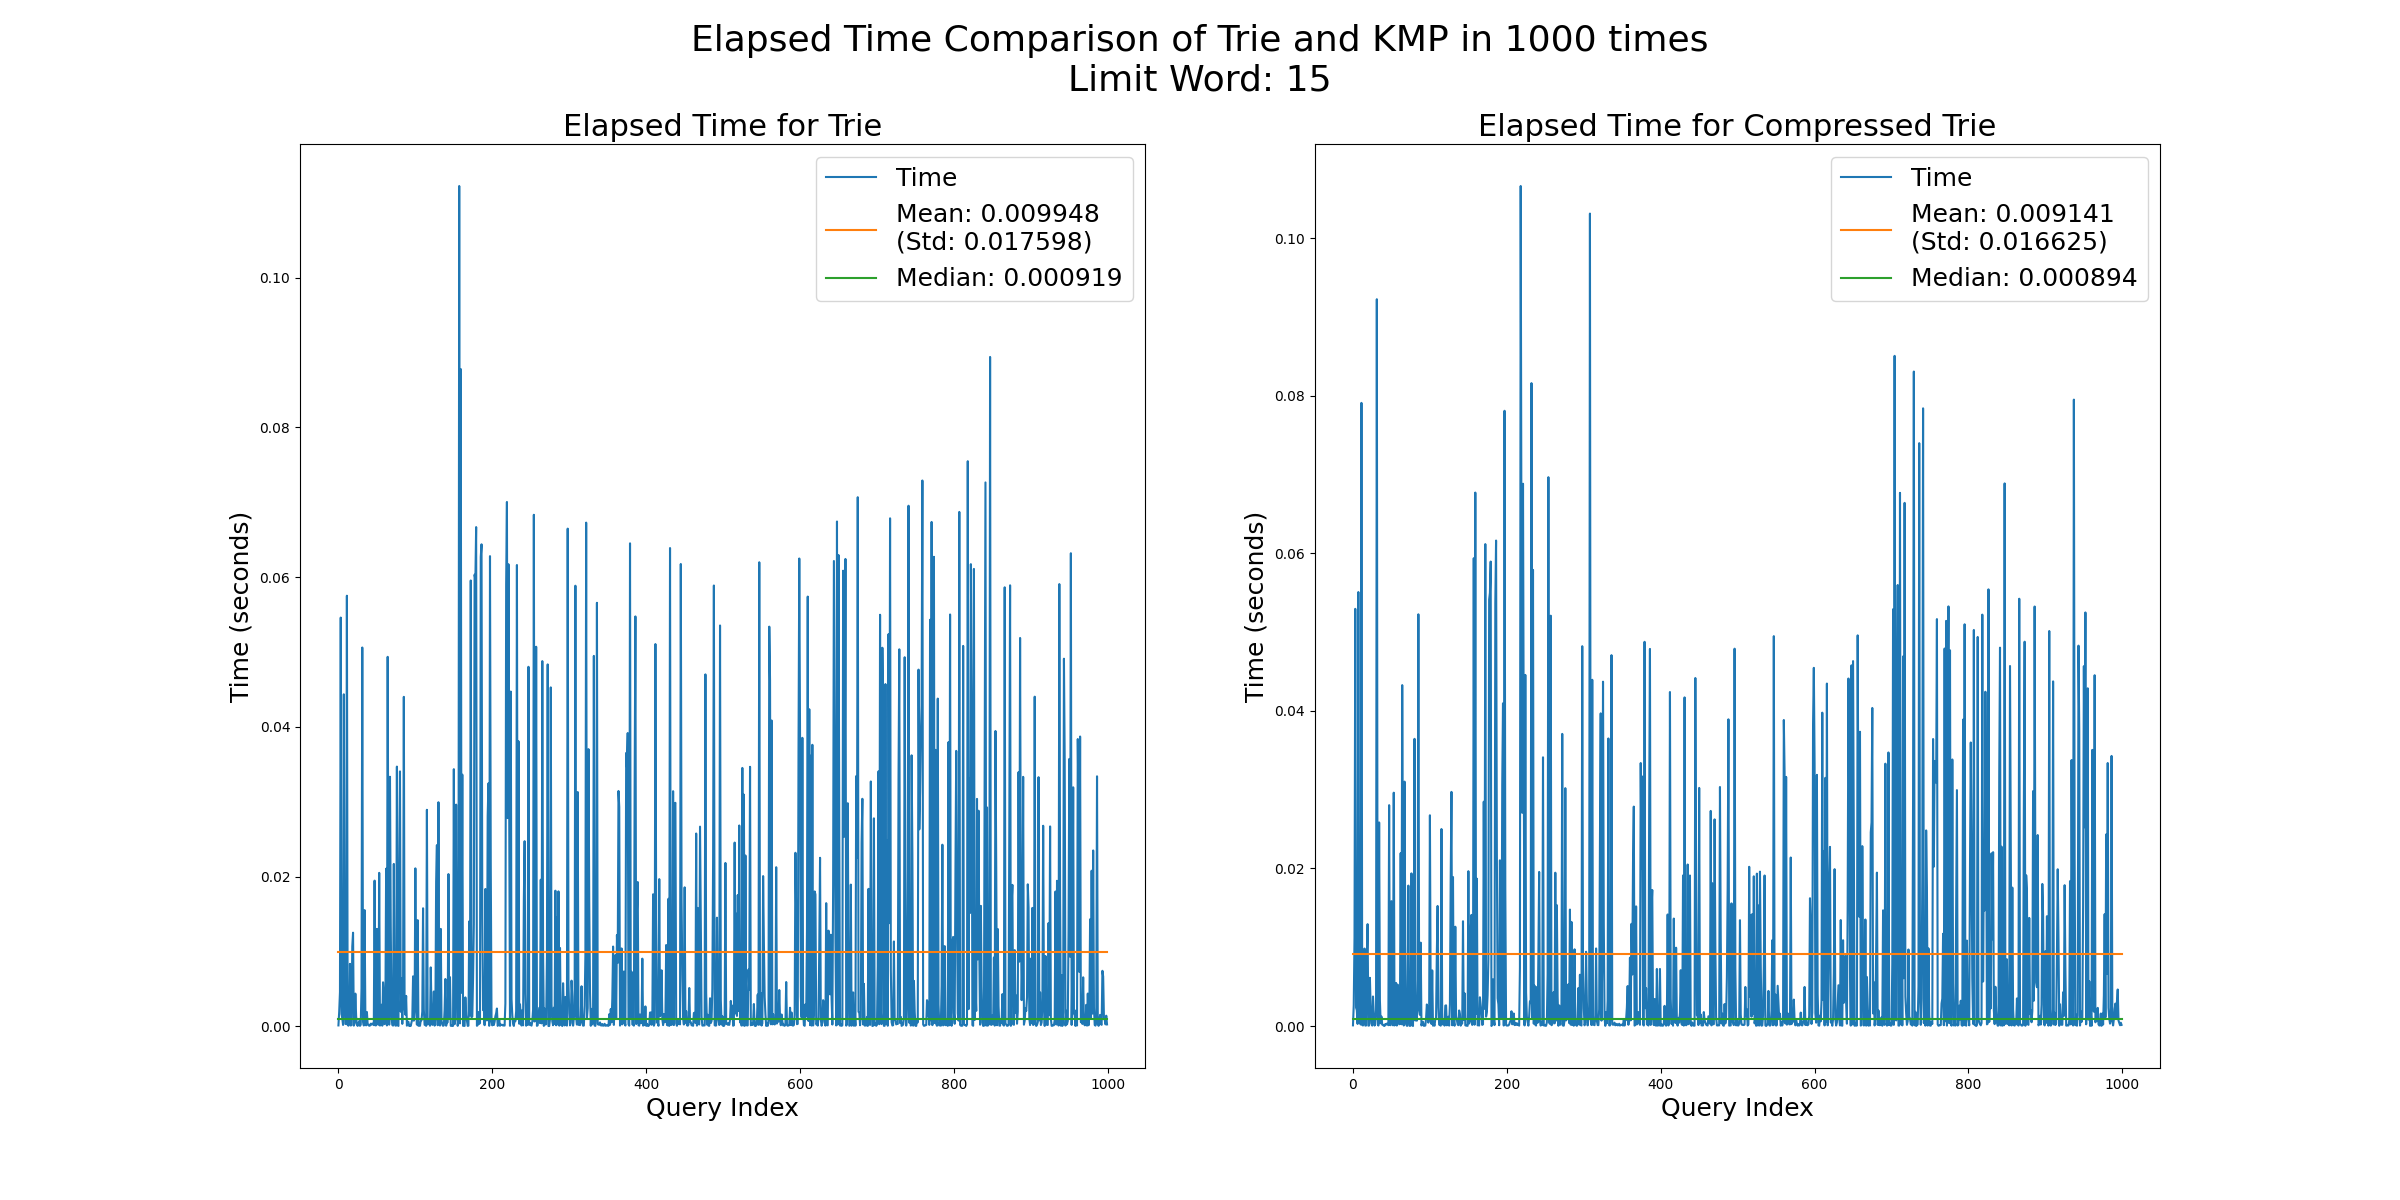 Elapsed Time Comparison of Trie and KMP in 1000 times
Limit Word: 15
Elapsed Time for Trie
Time
Mean: 0.009948
(Std: 0.017598)
Median: 0.000919
0.10
0.08
0.06
0.04
0.02
0.00
Time (seconds)
0
200
400
600
800
1000
Query Index
Elapsed Time for Compressed Trie
Time
Mean: 0.009141
(Std: 0.016625)
Median: 0.000894
0.10
0.08
0.06
0.04
0.02
0.00
Time (seconds)
0
200
400
600
800
1000
Query Index